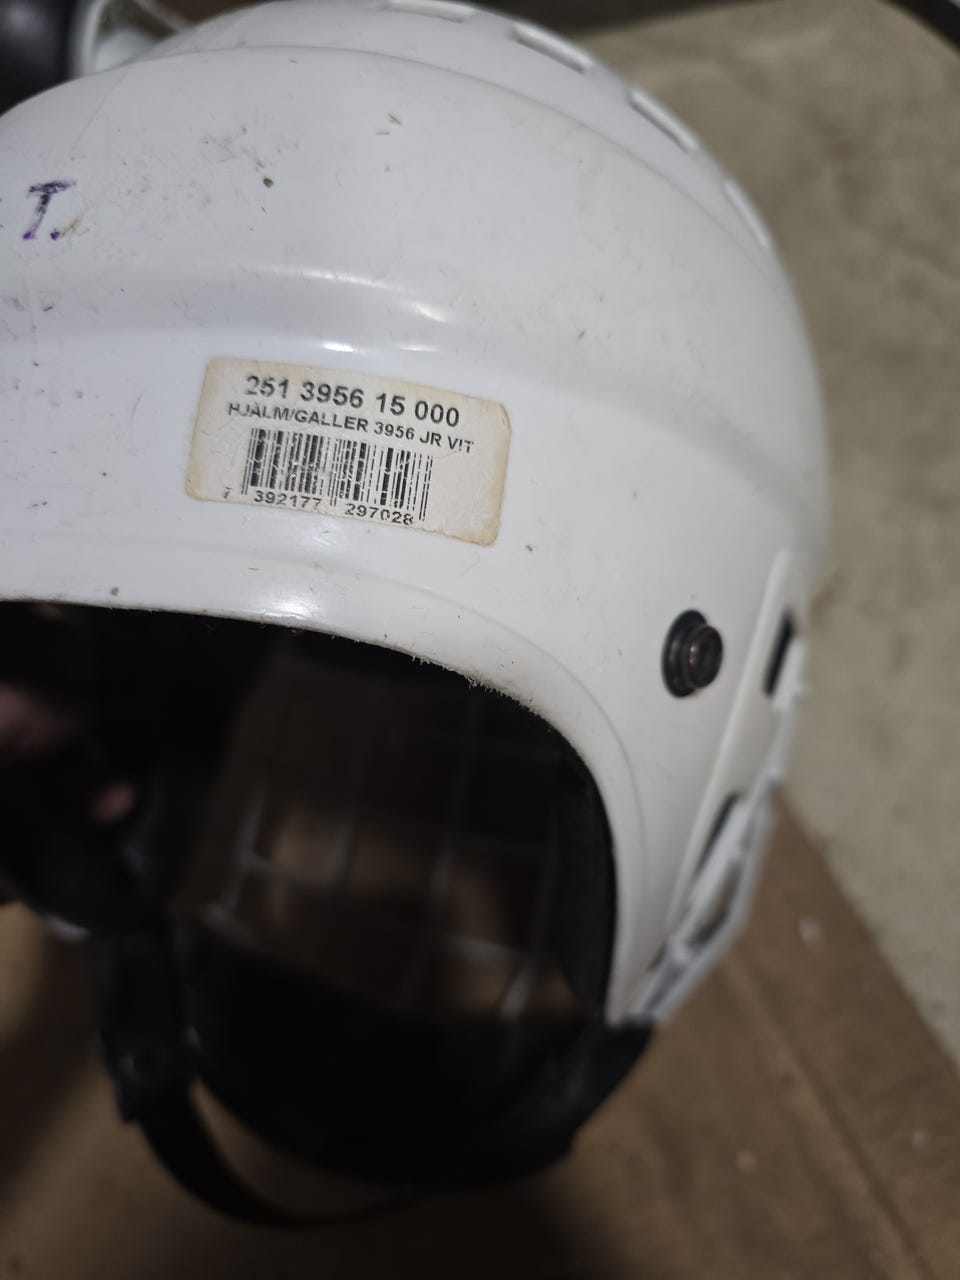 T.
251 3956 15 000
HJALM/GALLER 3956 JR VIT
7 392177 297028